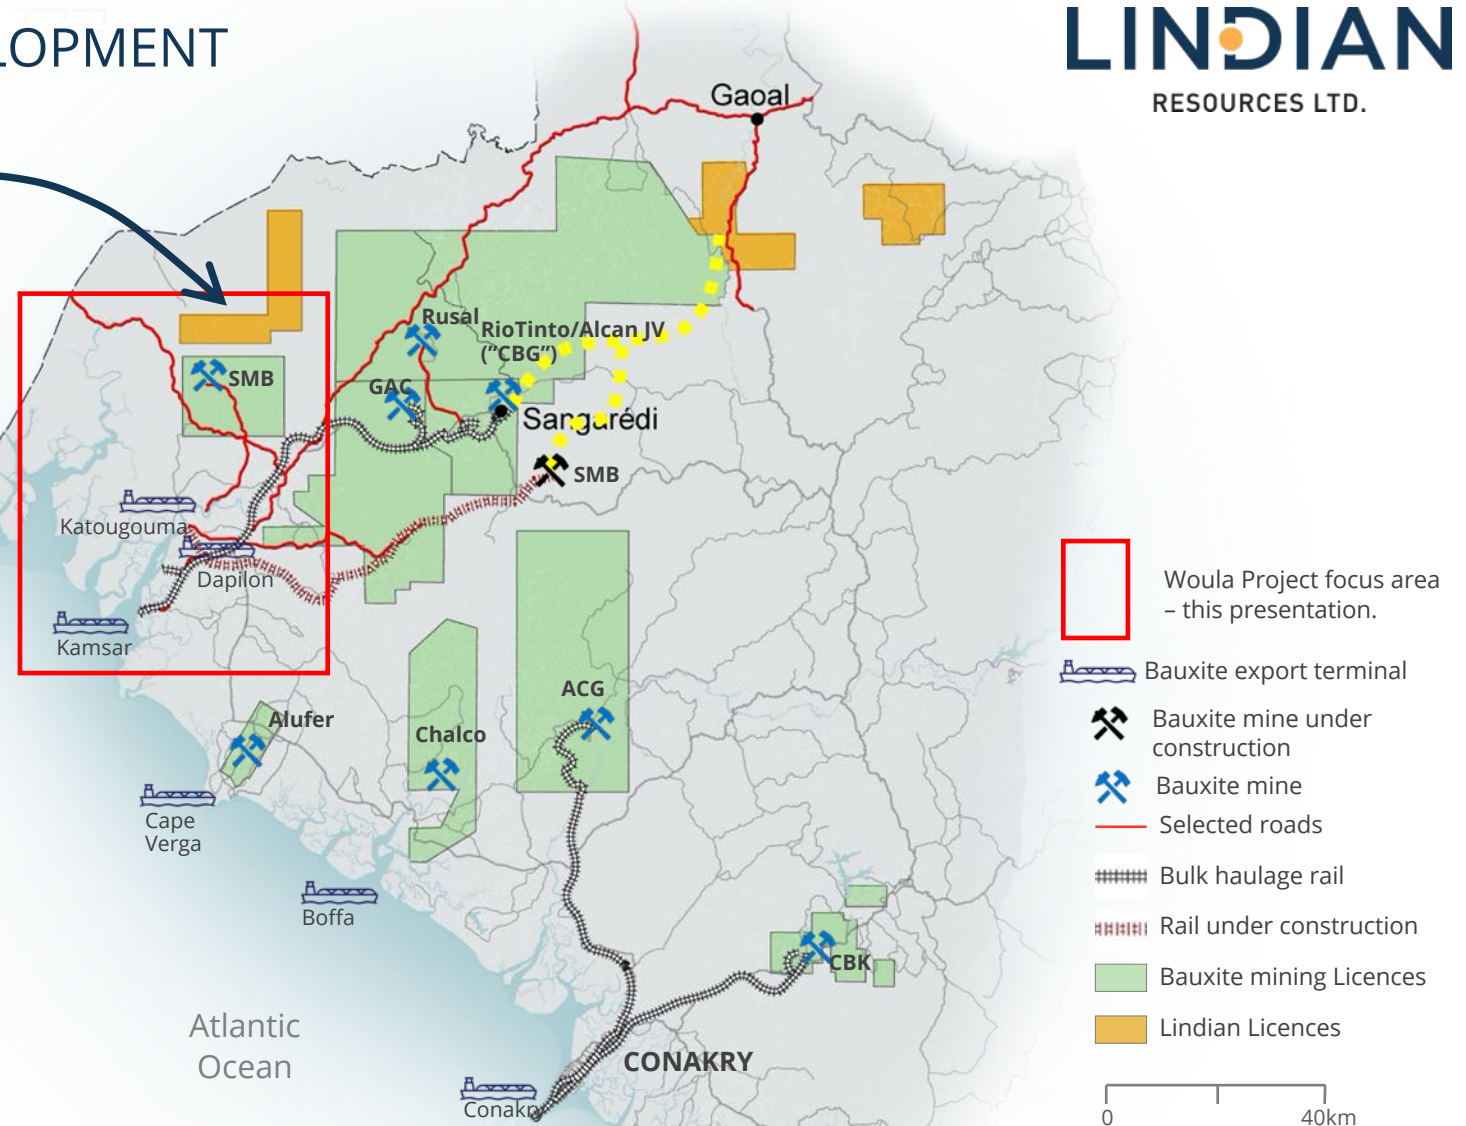 LOPMENT
LINDIAN
RESOURCES LTD.
Gaoal
Rusal
RioTinto/Alcan JV
("CBG")
GAC
SMB
Sangarédi
SMB
Katougouma
Dapilon
Kamsar
Alufer
Chalco
ACG
Cape
Verga
Boffa
CBK
Atlantic
Ocean
CONAKRY
Conakry
Woula Project focus area
– this presentation.
Bauxite export terminal
Bauxite mine under
construction
Bauxite mine
Selected roads
Bulk haulage rail
Rail under construction
Bauxite mining Licences
Lindian Licences
0 40km